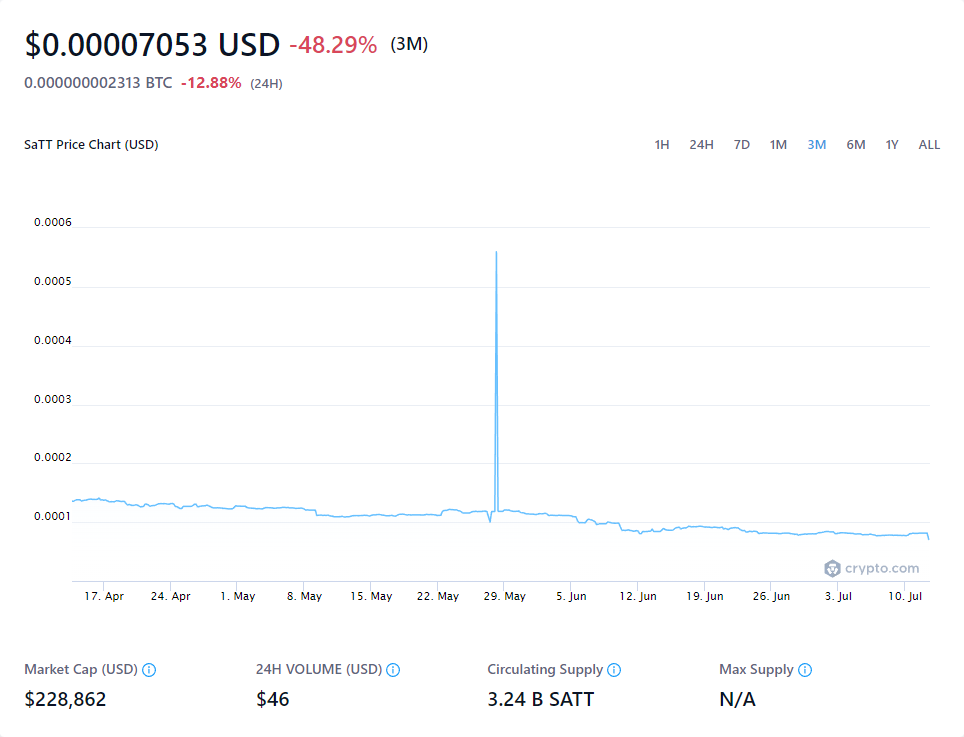 $0.00007053 USD -48.29% (3M)
0.000000002313 BTC -12.88% (24H)
SaTT Price Chart (USD) 1H 24H 7D 1M 3M 6M 1Y ALL
0.0006
0.0005
0.0004
0.0003
0.0002
0.0001
crypto.com
17. Apr 24. Apr 1. May 8. May 15. May 22. May 29. May 5. Jun 12. Jun 19. Jun 26. Jun 3. Jul 10. Jul
Market Cap (USD) 24H VOLUME (USD) Circulating Supply Max Supply
$228,862 $46 3.24 B SATT N/A